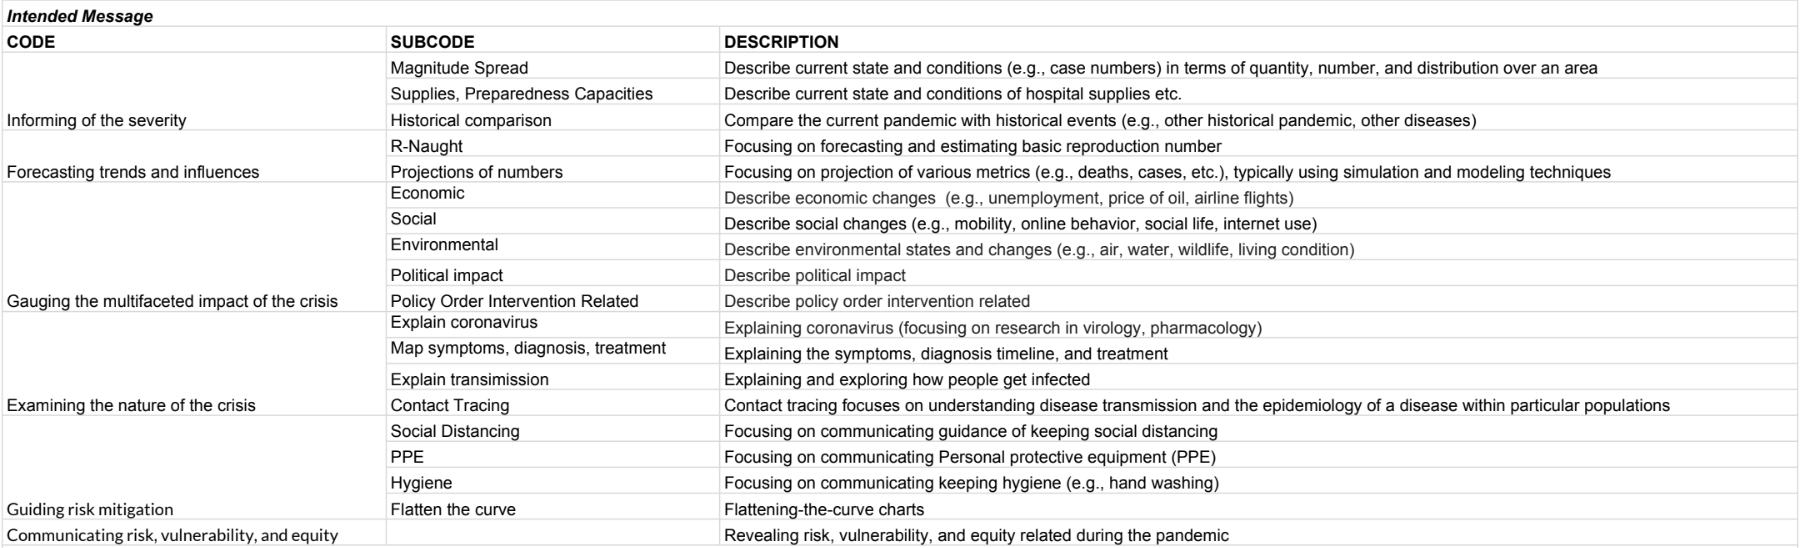 Intended Message
CODE SUBCODE DESCRIPTION
Magnitude Spread Describe current state and conditions (e.g., case numbers) in terms of quantity, number, and distribution over an area
Supplies, Preparedness Capacities Describe current state and conditions of hospital supplies etc.
Informing of the severity Historical comparison Compare the current pandemic with historical events (e.g., other historical pandemic, other diseases)
R-Naught Focusing on forecasting and estimating basic reproduction number
Forecasting trends and influences Projections of numbers Focusing on projection of various metrics (e.g., deaths, cases, etc.), typically using simulation and modeling techniques
Economic Describe economic changes (e.g., unemployment, price of oil, airline flights)
Social Describe social changes (e.g., mobility, online behavior, social life, internet use)
Environmental Describe environmental states and changes (e.g., air, water, wildlife, living condition)
Political impact Describe political impact
Gauging the multifaceted impact of the crisis Policy Order Intervention Related Describe policy order intervention related
Explain coronavirus Explaining coronavirus (focusing on research in virology, pharmacology)
Map symptoms, diagnosis, treatment Explaining the symptoms, diagnosis timeline, and treatment
Explain transimission Explaining and exploring how people get infected
Examining the nature of the crisis Contact Tracing Contact tracing focuses on understanding disease transmission and the epidemiology of a disease within particular populations
Social Distancing Focusing on communicating guidance of keeping social distancing
PPE Focusing on communicating Personal protective equipment (PPE)
Hygiene Focusing on communicating keeping hygiene (e.g., hand washing)
Guiding risk mitigation Flatten the curve Flattening-the-curve charts
Communicating risk, vulnerability, and equity Revealing risk, vulnerability, and equity related during the pandemic